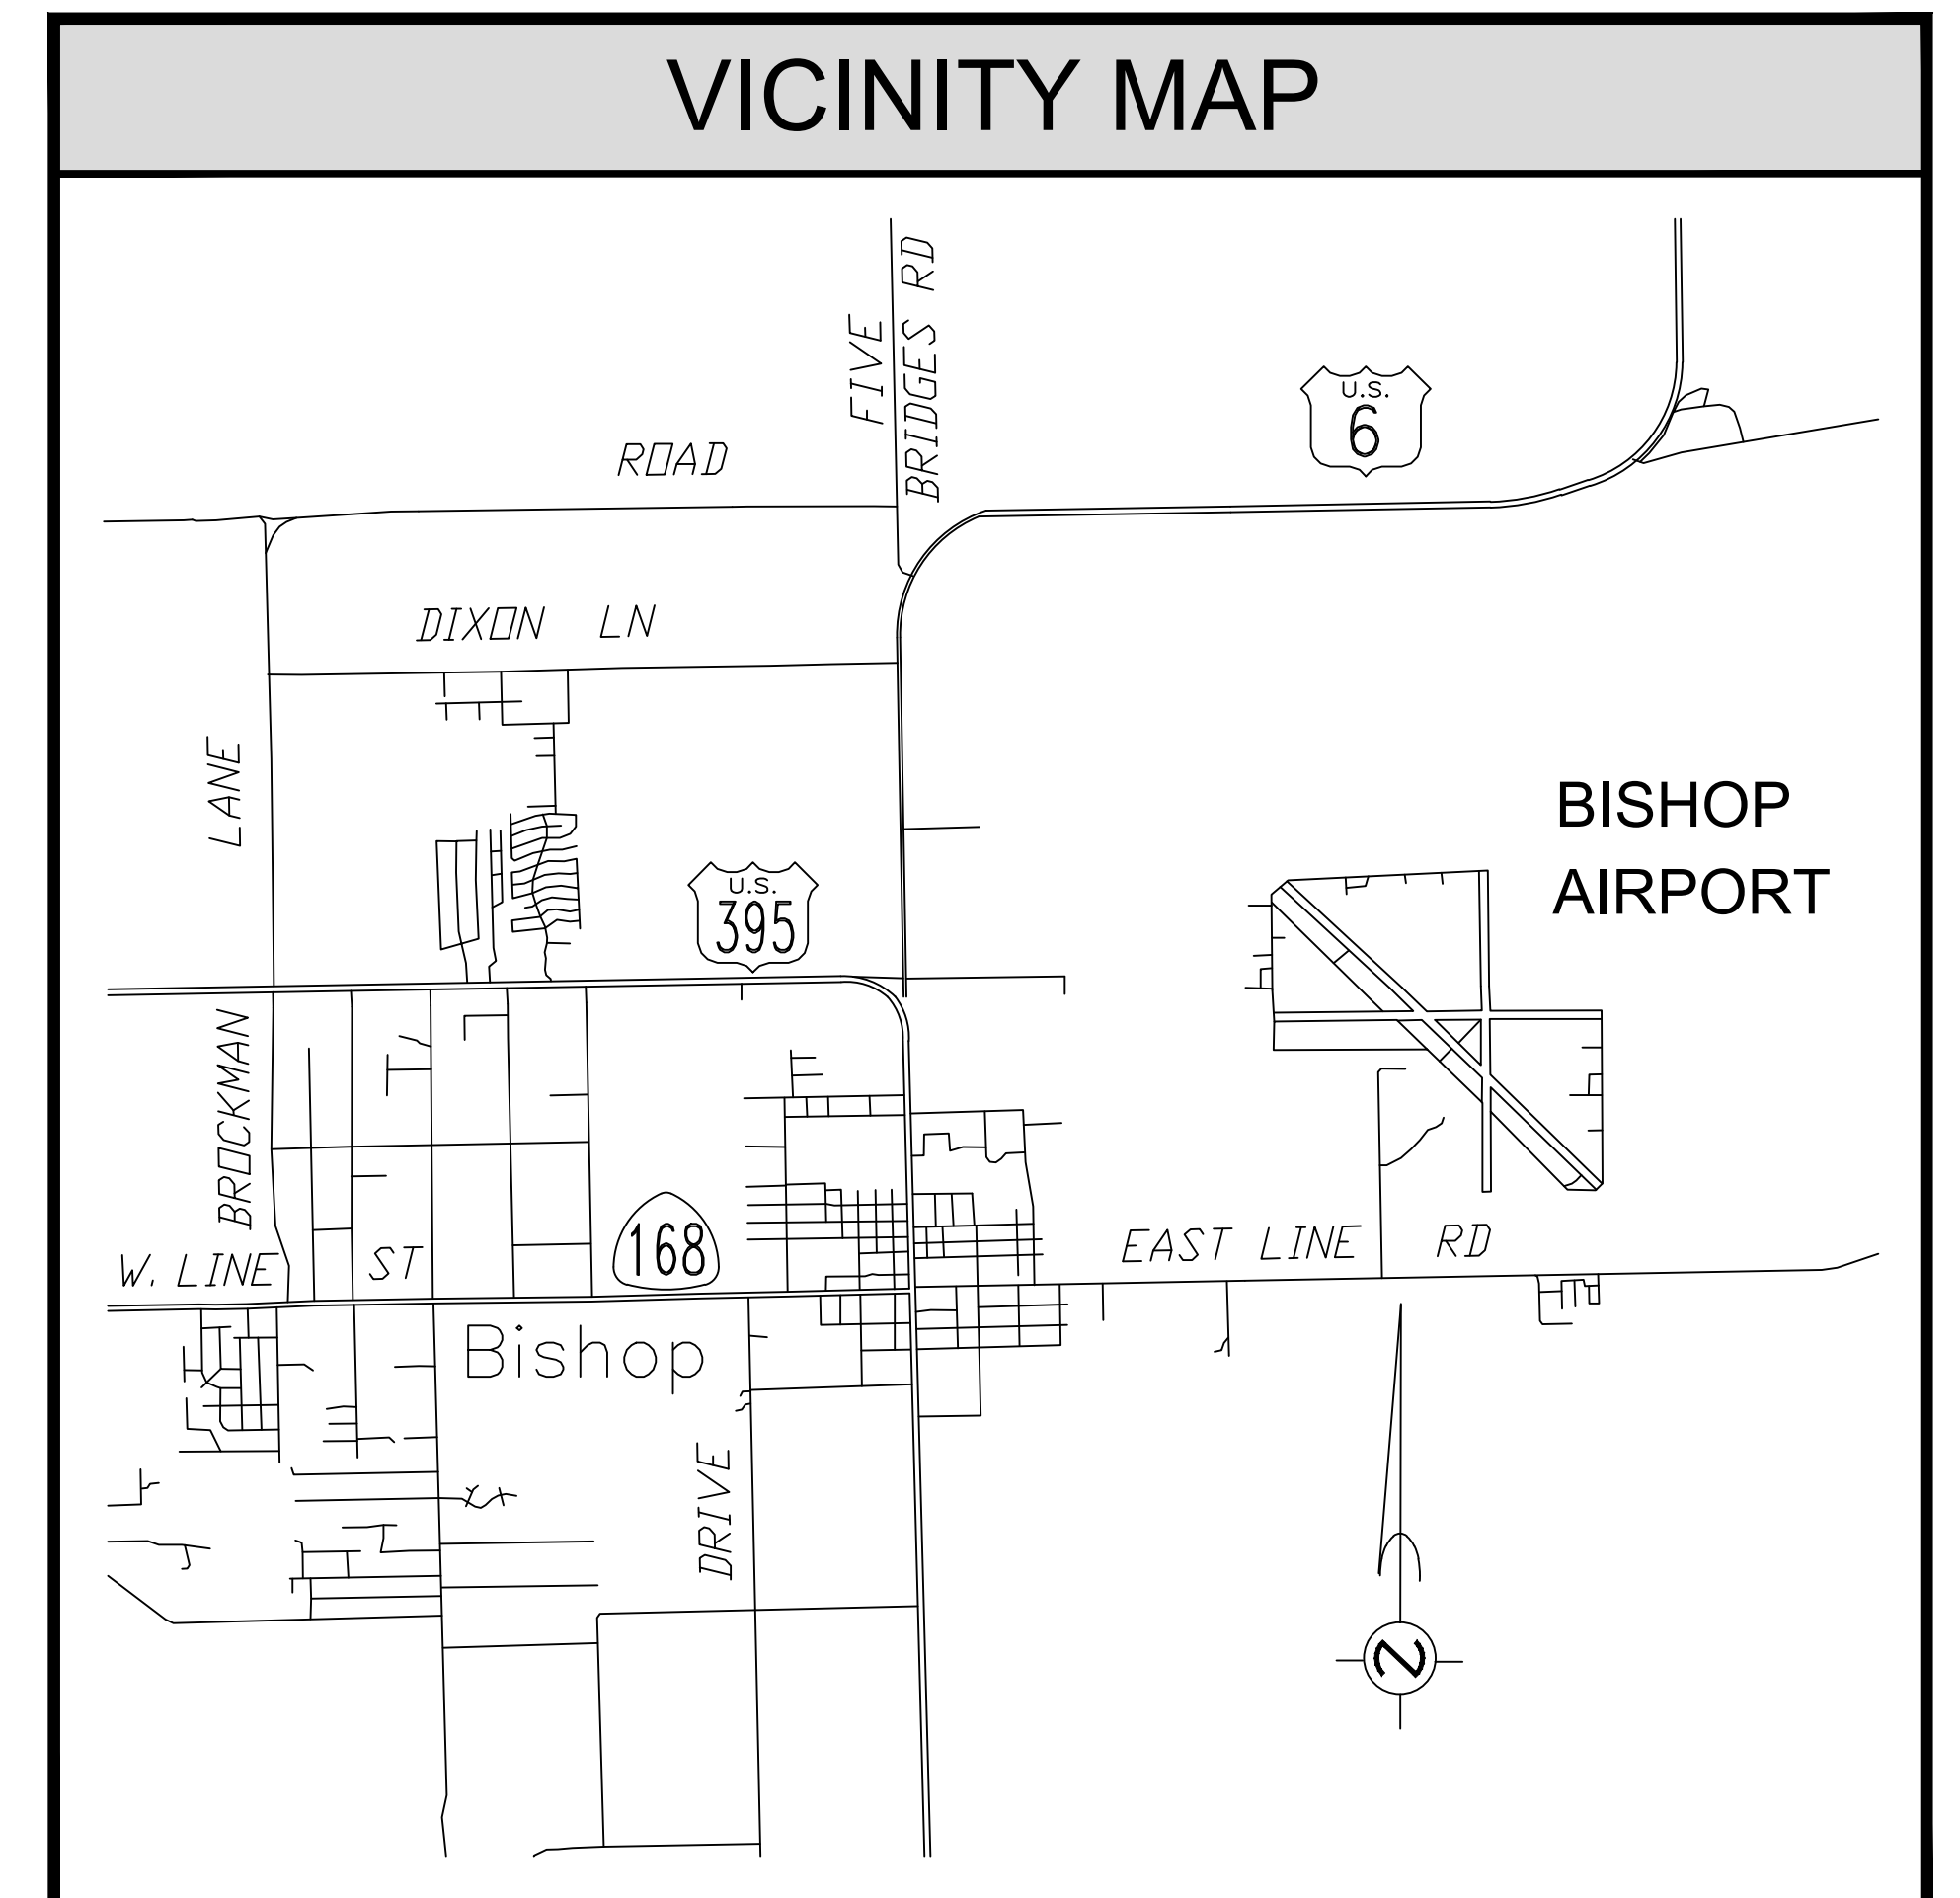 VICINITY MAP
FIVE
BRIDGES RD
U.S.
6
ROAD
DIXON LN
LANE
BISHOP
AIRPORT
U.S.
395
BROCKMAN
168
W. LINE ST
EAST LINE RD
Bishop
DRIVE
N